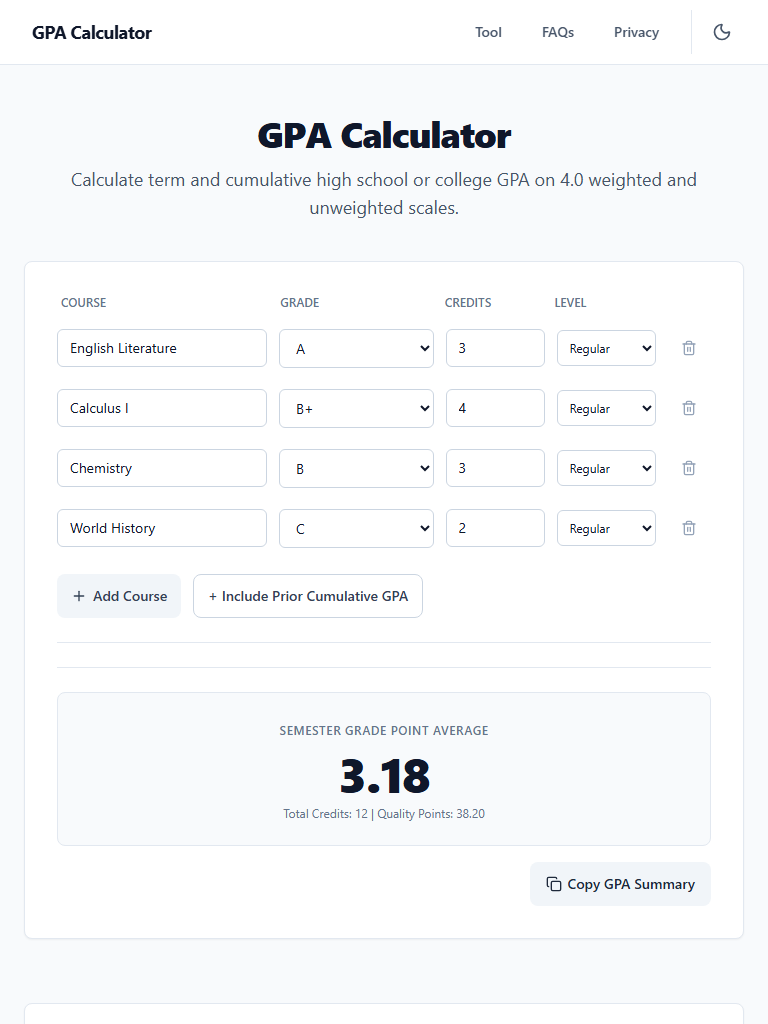 GPA Calculator
Tool
FAQs
Privacy
GPA Calculator
Calculate term and cumulative high school or college GPA on 4.0 weighted and
unweighted scales.
COURSE GRADE CREDITS LEVEL
English Literature A 3 Regular
Calculus I B+ 4 Regular
Chemistry B 3 Regular
World History C 2 Regular
Add Course
+ Include Prior Cumulative GPA
SEMESTER GRADE POINT AVERAGE
3.18
Total Credits: 12 | Quality Points: 38.20
Copy GPA Summary